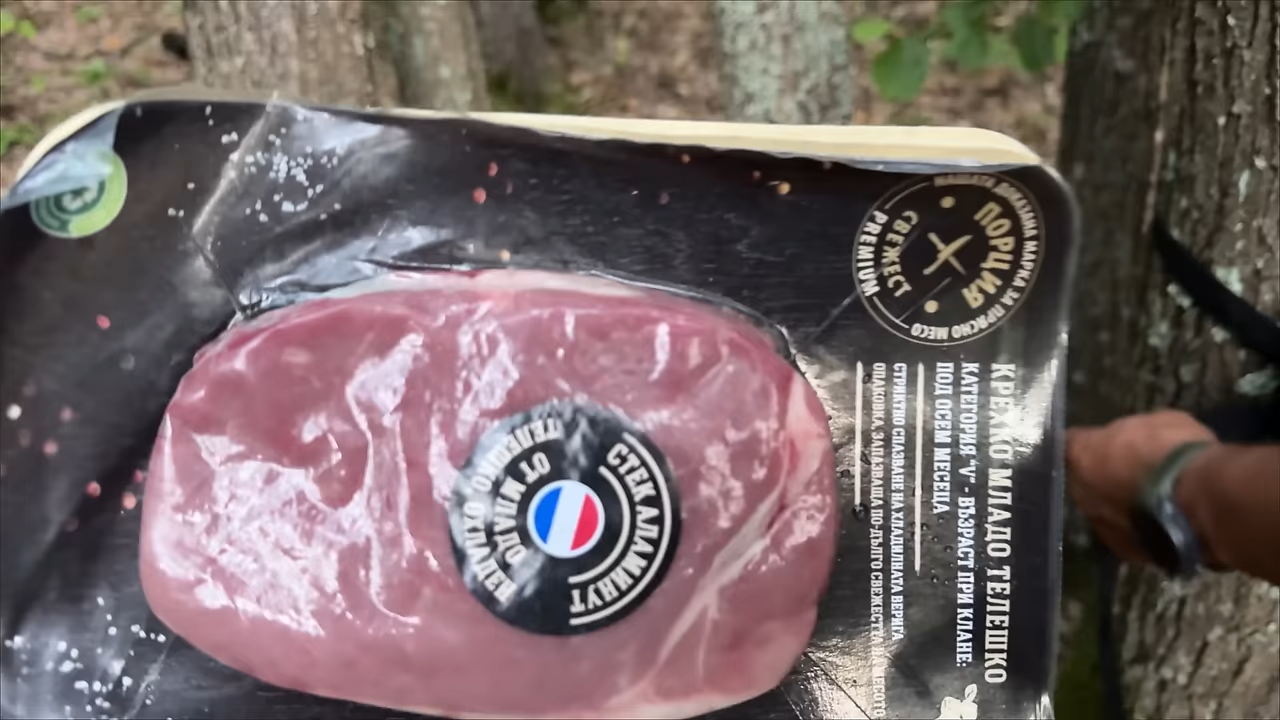 ВАШАТА ДОКАЗАНА МАРКА ЗА ПРЯСНО МЕСО
ПОРЦИЯ
СВЕЖЕСТ
PREMIUM
КРЕХКО МЛАДО ТЕЛЕШКО
КАТЕГОРИЯ "V" - ВЪЗРАСТ ПРИ КЛАНЕ:
ПОД ОСЕМ МЕСЕЦА
СТРИКТНО СПАЗВАНЕ НА ХЛАДИЛНАТА ВЕРИГА
ОПАКОВКА, ЗАПАЗВАЩА ПО-ДЪЛГО СВЕЖЕСТТА НА МЕСОТО
СТЕК АЛАМИНУТ
ОТ МЛАДО
ТЕЛЕШКО